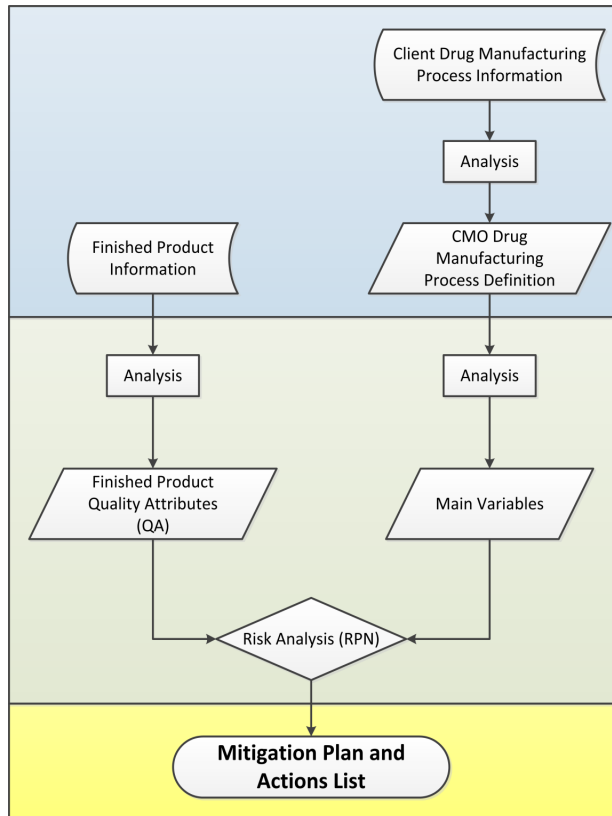 Client Drug Manufacturing
Process Information
Analysis
Finished Product
Information
CMO Drug
Manufacturing
Process Definition
Analysis
Analysis
Finished Product
Quality Attributes
(QA)
Main Variables
Risk Analysis (RPN)
Mitigation Plan and
Actions List